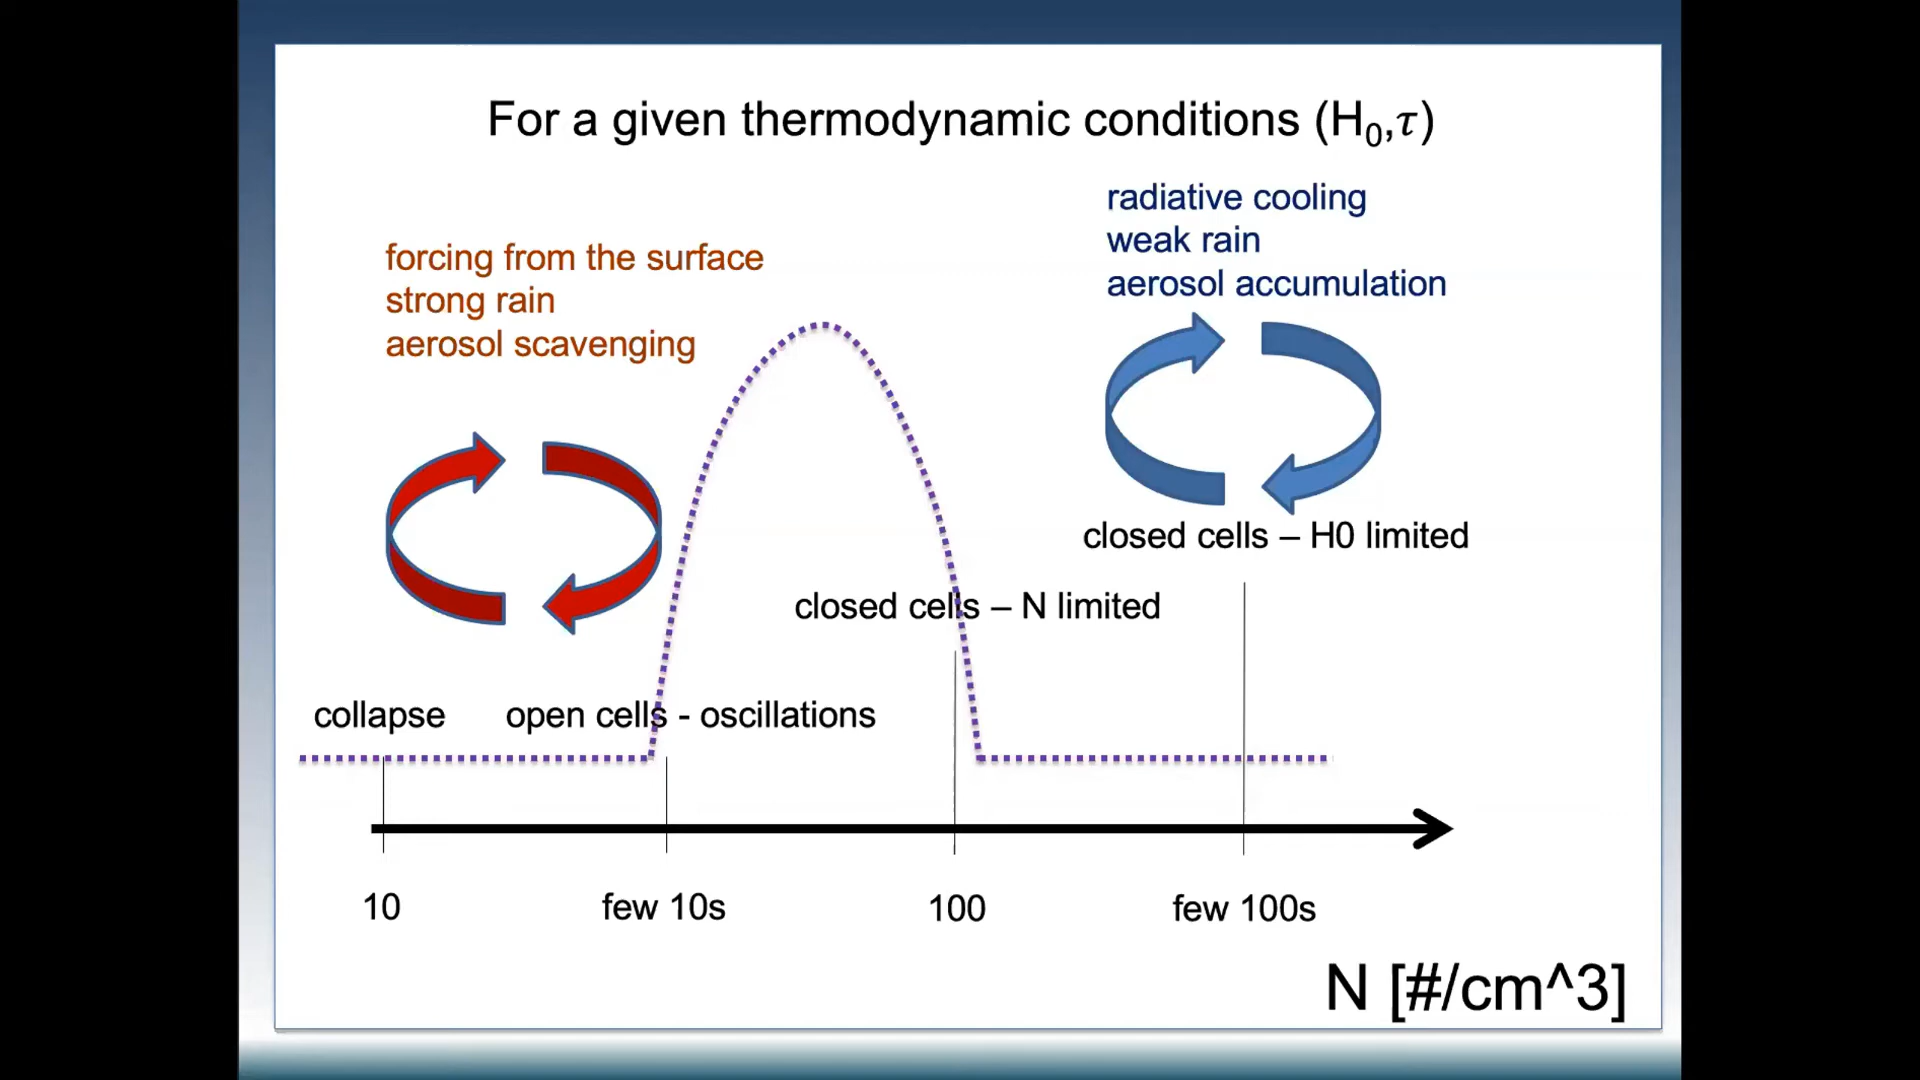 For a given thermodynamic conditions (H₀,τ)
radiative cooling
weak rain
aerosol accumulation
forcing from the surface
strong rain
aerosol scavenging
closed cells – H0 limited
closed cells – N limited
collapse
open cells - oscillations
10
few 10s
100
few 100s
N [#/cm^3]